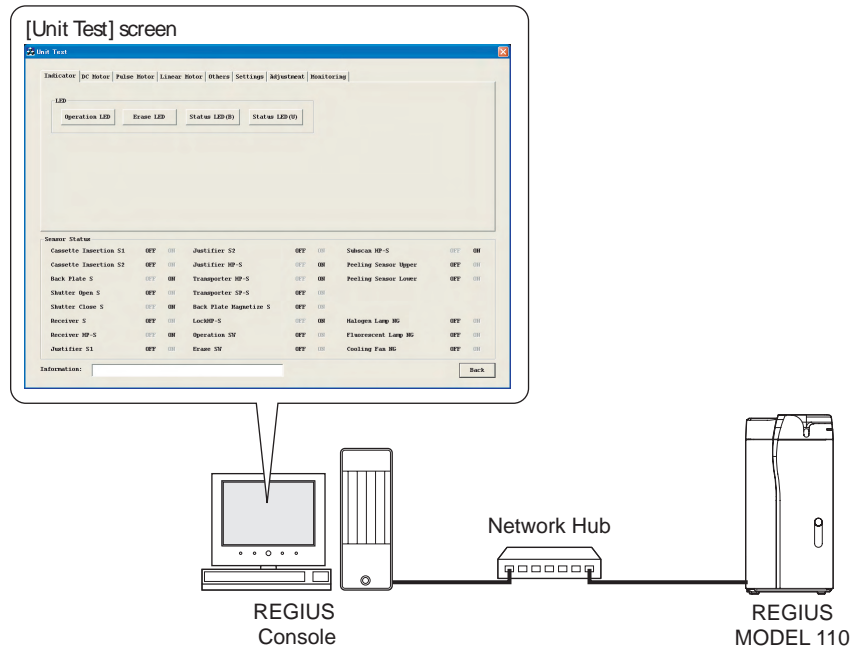 [Unit Test] screen
Unit Test
Indicator DC Motor Pulse Motor Linear Motor Others Settings Adjustment Monitoring
LED
Operation LED Erase LED Status LED(B) Status LED(U)
Sensor Status
Cassette Insertion S1 OFF ON Justifier S2 OFF ON Subscan HP-S OFF ON
Cassette Insertion S2 OFF ON Justifier HP-S OFF ON Peeling Sensor Upper OFF ON
Back Plate S OFF ON Transporter HP-S OFF ON Peeling Sensor Lower OFF ON
Shutter Open S OFF ON Transporter SP-S OFF ON
Shutter Close S OFF ON Back Plate Magnetize S OFF ON
Receiver S OFF ON LockHP-S OFF ON Halogen Lamp NG OFF ON
Receiver HP-S OFF ON Operation SW OFF ON Fluorescent Lamp NG OFF ON
Justifier S1 OFF ON Erase SW OFF ON Cooling Fan NG OFF ON
Information: Back
Network Hub
REGIUS
Console
REGIUS
MODEL 110